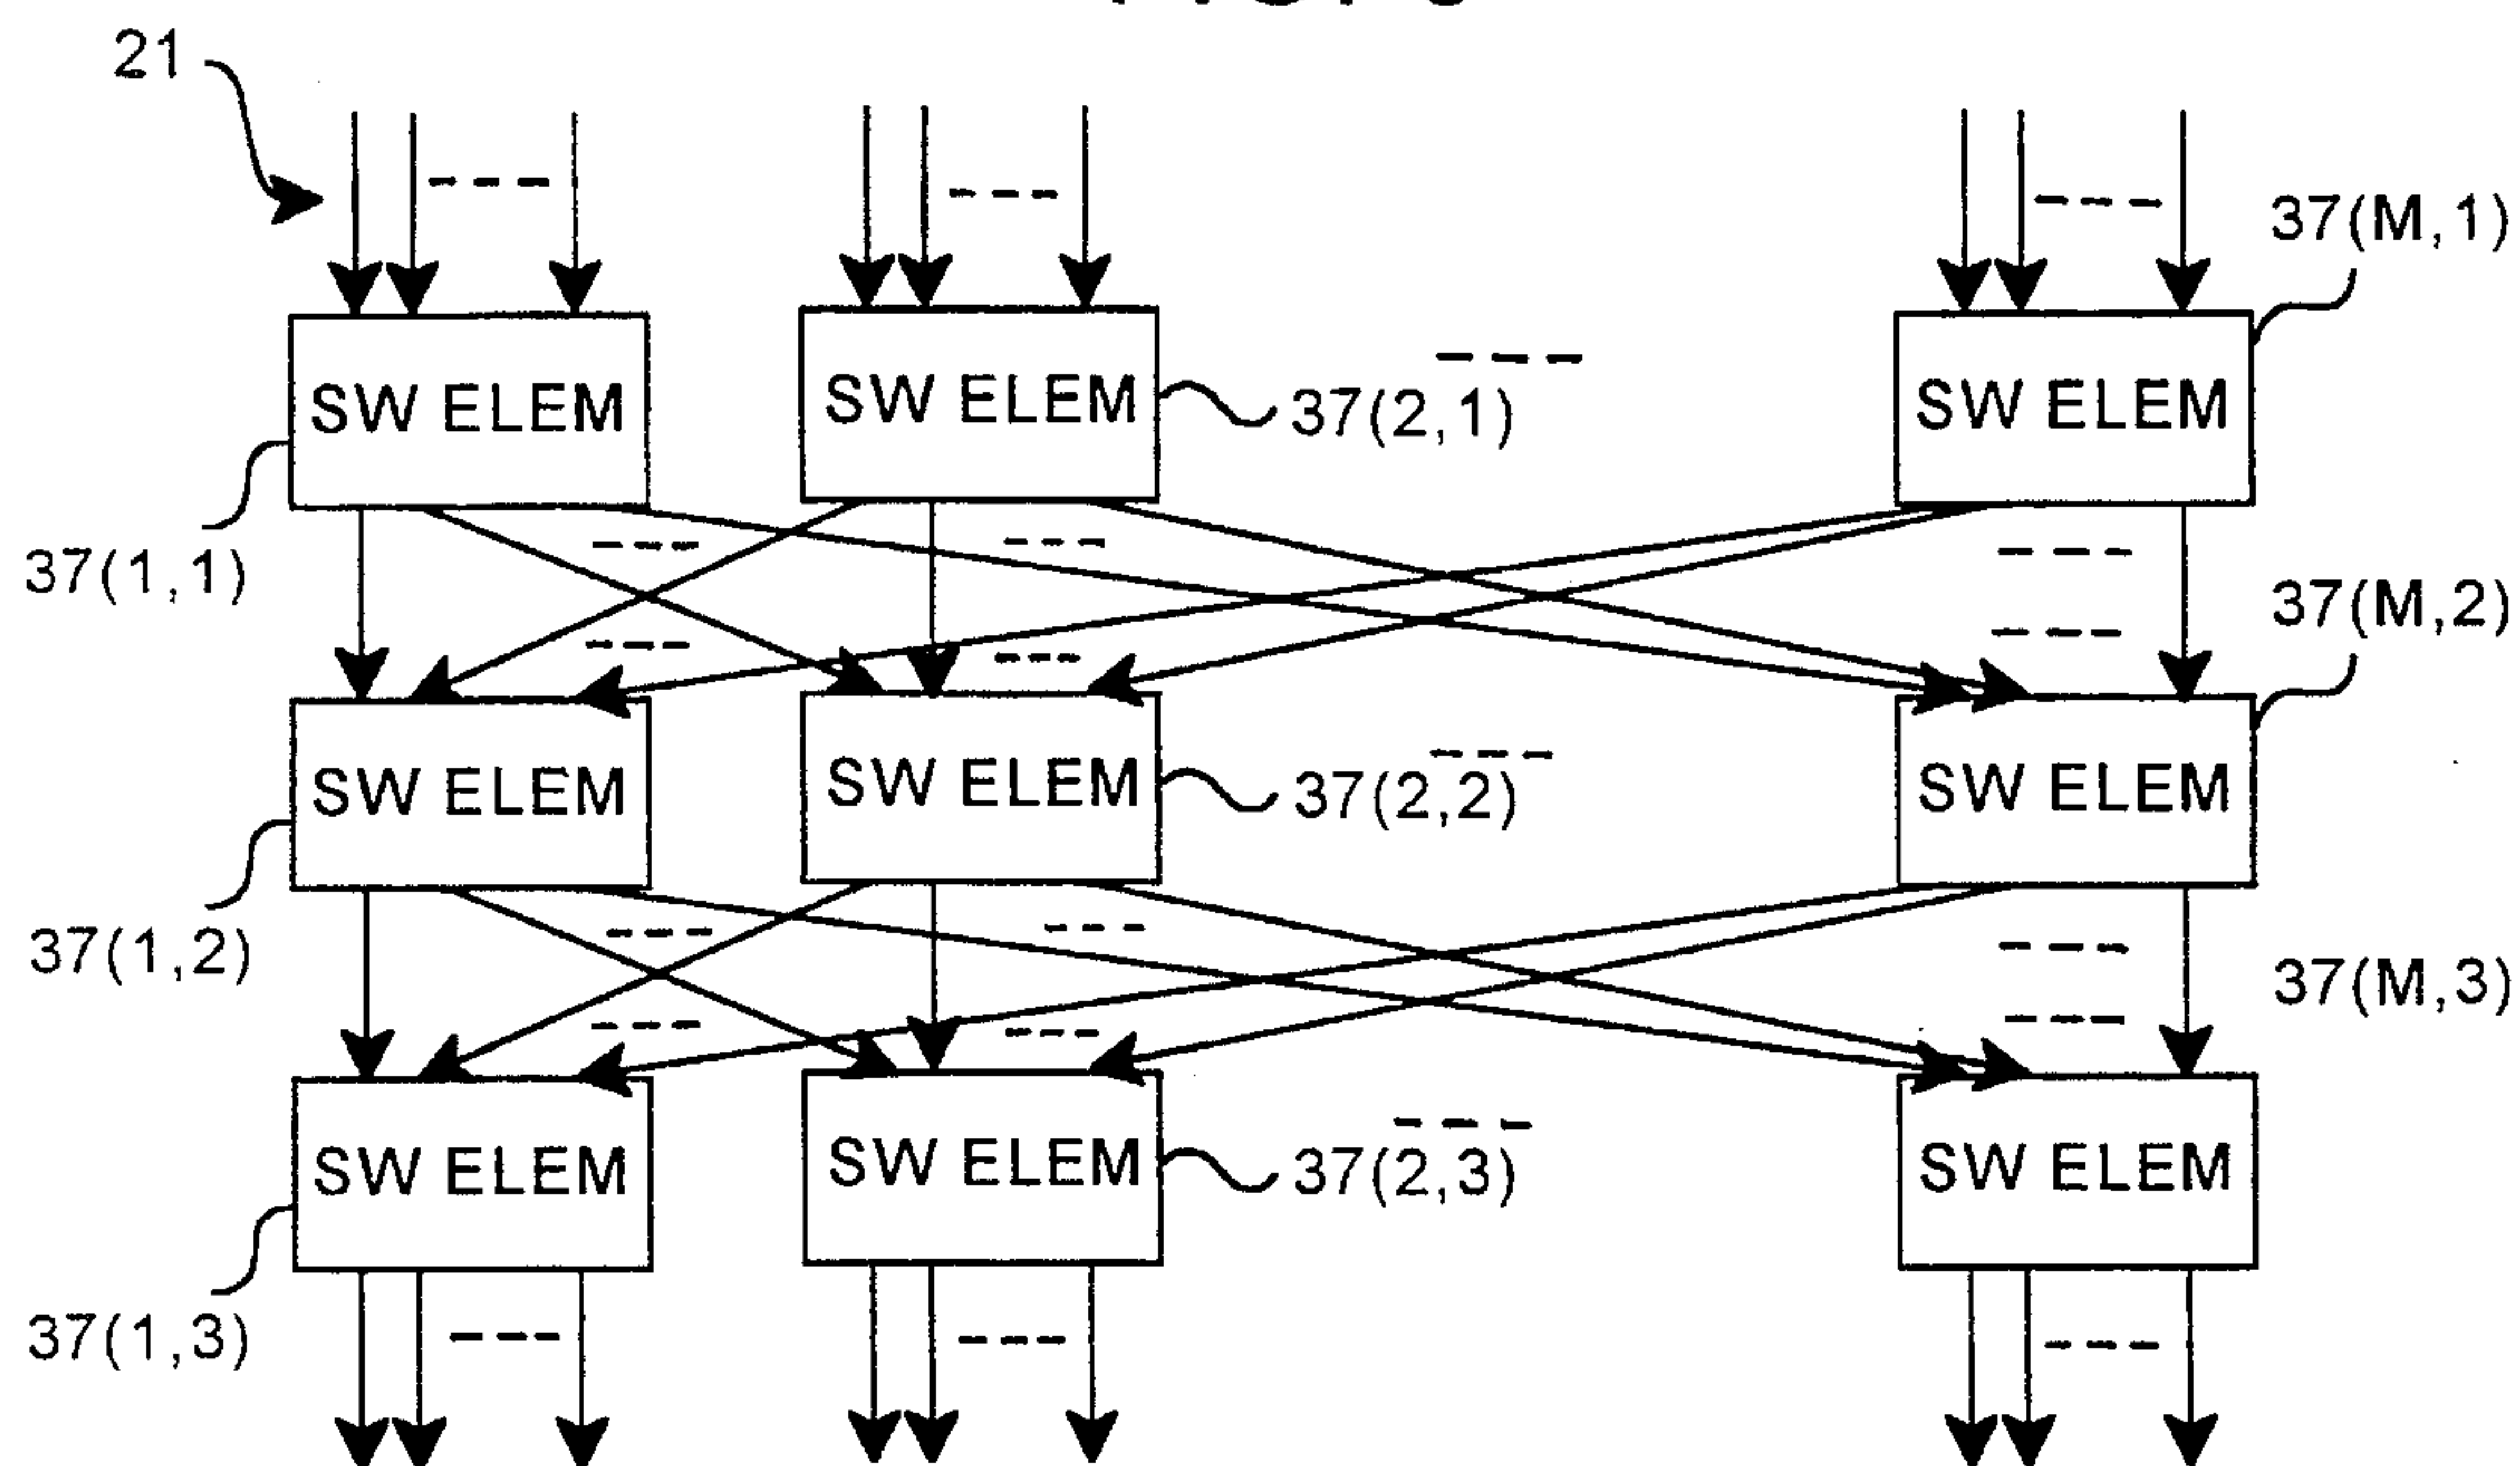 21
37(M,1)
SW ELEM
SW ELEM
37(2,1)
SW ELEM
37(1,1)
37(M,2)
SW ELEM
SW ELEM
37(2,2)
SW ELEM
37(1,2)
37(M,3)
SW ELEM
SW ELEM
37(2,3)
SW ELEM
37(1,3)